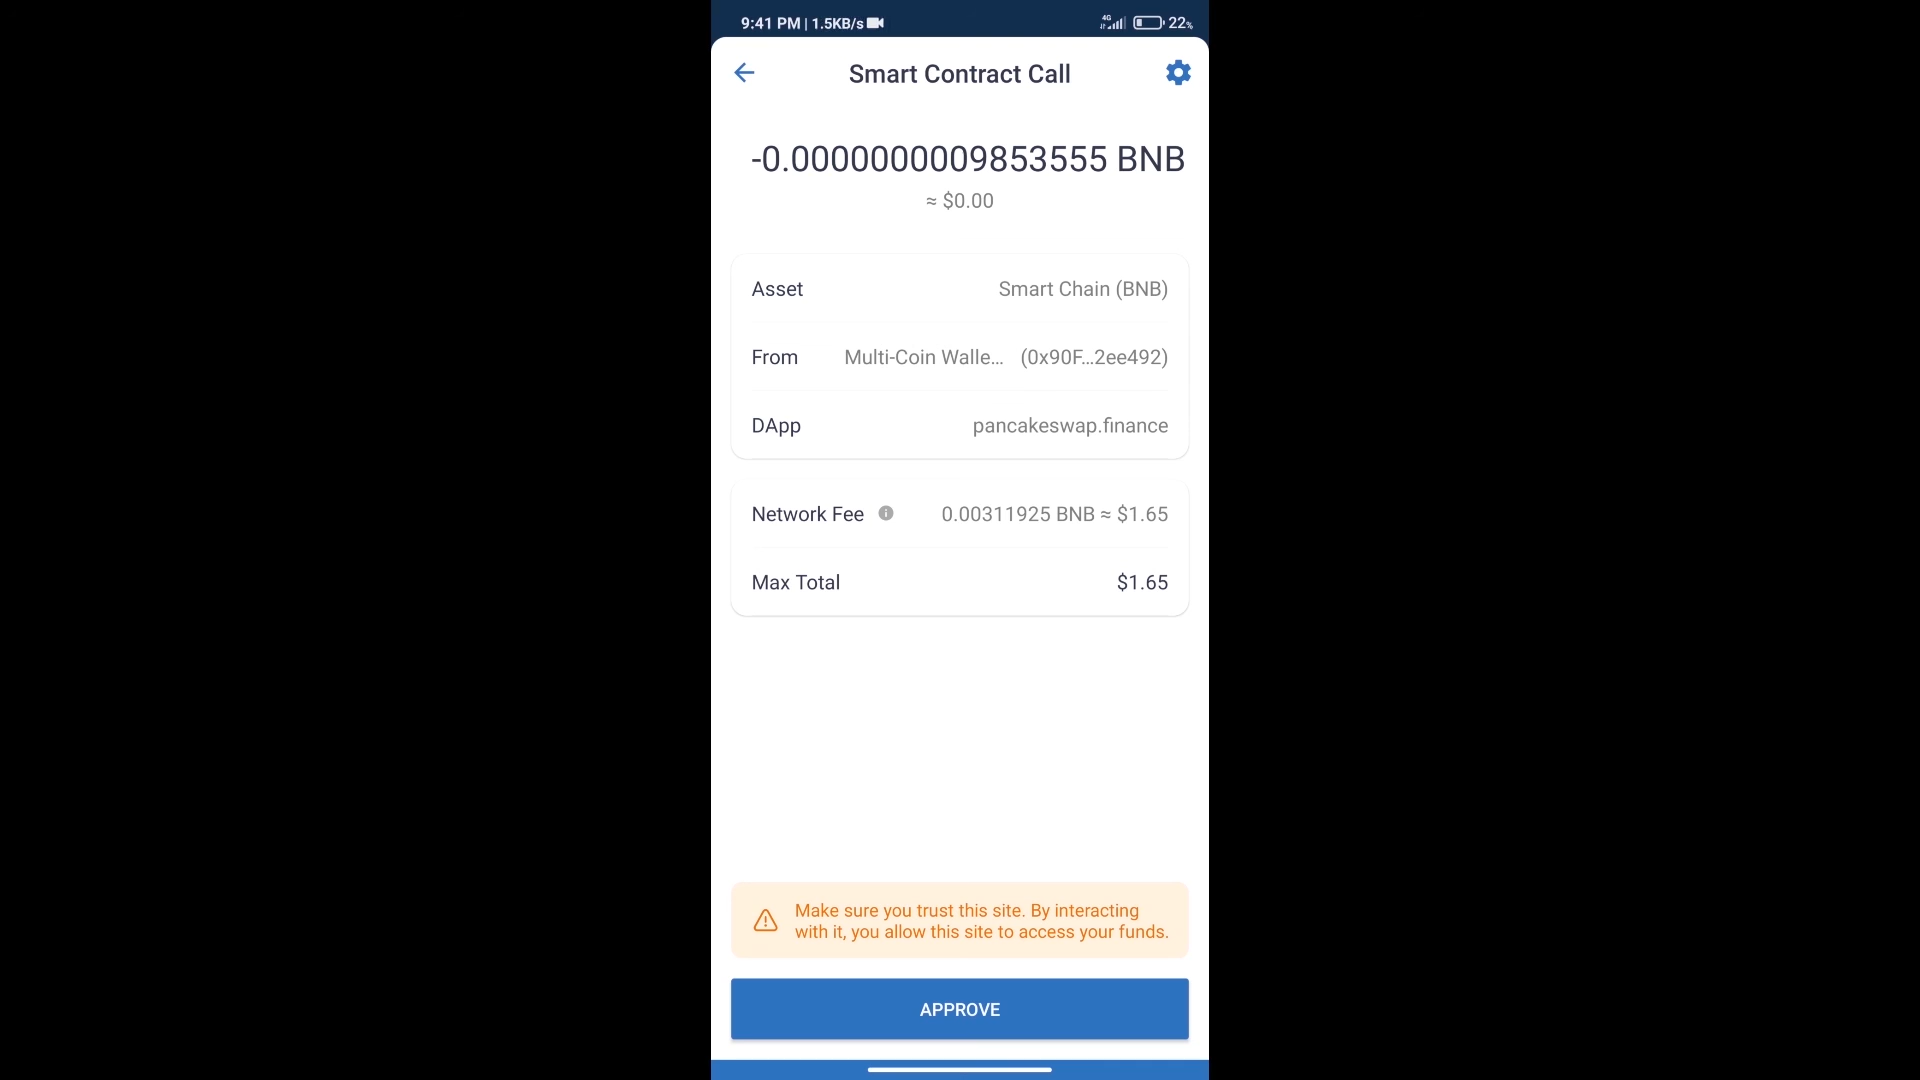 9:41 PM | 1.5KB/s 4G 22%
Smart Contract Call
-0.0000000009853555 BNB
≈ $0.00
Asset Smart Chain (BNB)
From Multi-Coin Walle... (0x90F...2ee492)
DApp pancakeswap.finance
Network Fee 0.00311925 BNB ≈ $1.65
Max Total $1.65
Make sure you trust this site. By interacting
with it, you allow this site to access your funds.
APPROVE